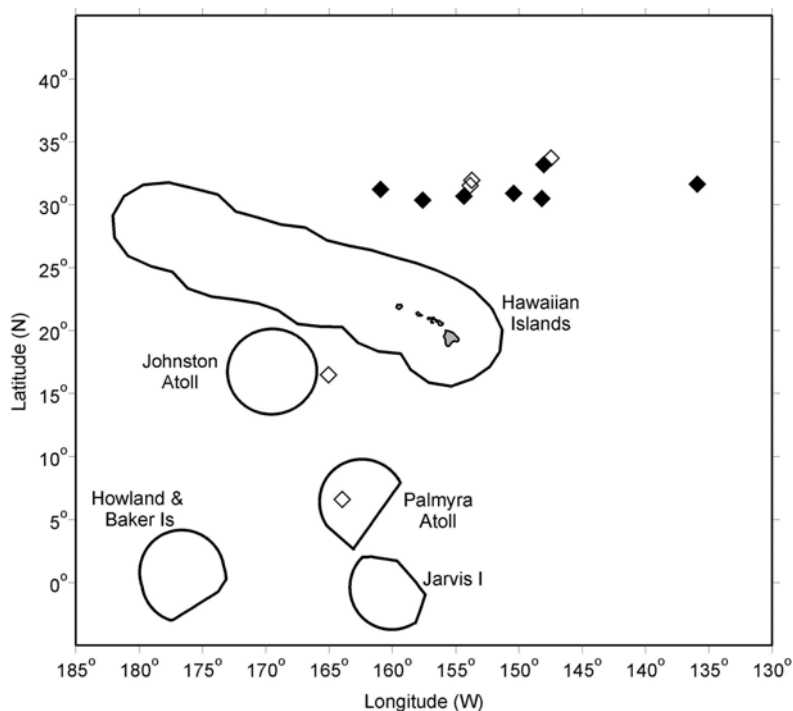 40°
35°
30°
25°
20°
15°
10°
5°
0°
Latitude (N)
Hawaiian
Islands
Johnston
Atoll
Howland &
Baker Is
Palmyra
Atoll
Jarvis I
185° 180° 170° 165° 160° 155° 150° 145° 140° 135° 130°
Longitude (W)